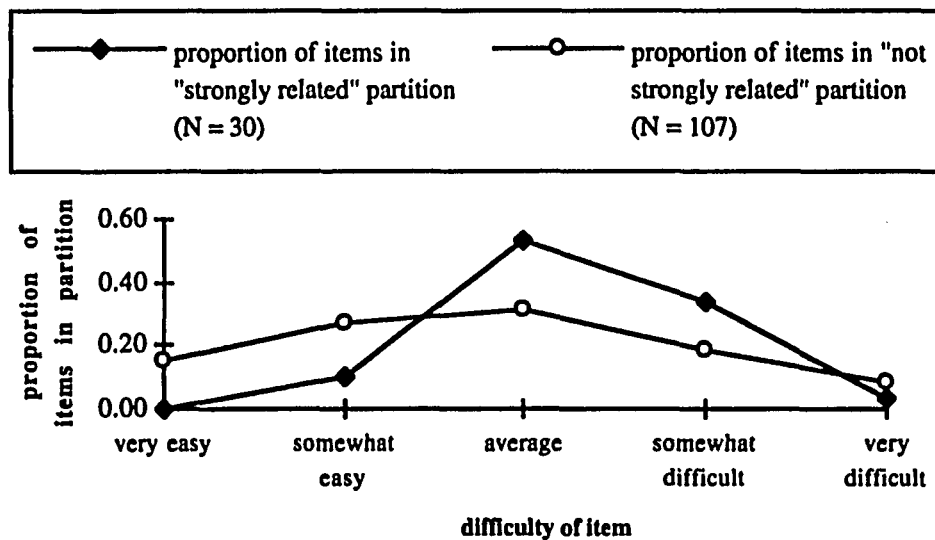 proportion of items in
"strongly related" partition
(N = 30)
proportion of items in "not
strongly related" partition
(N = 107)
proportion of
items in partition
0.60
0.40
0.20
0.00
very easy
somewhat
easy
average
somewhat
difficult
very
difficult
difficulty of item